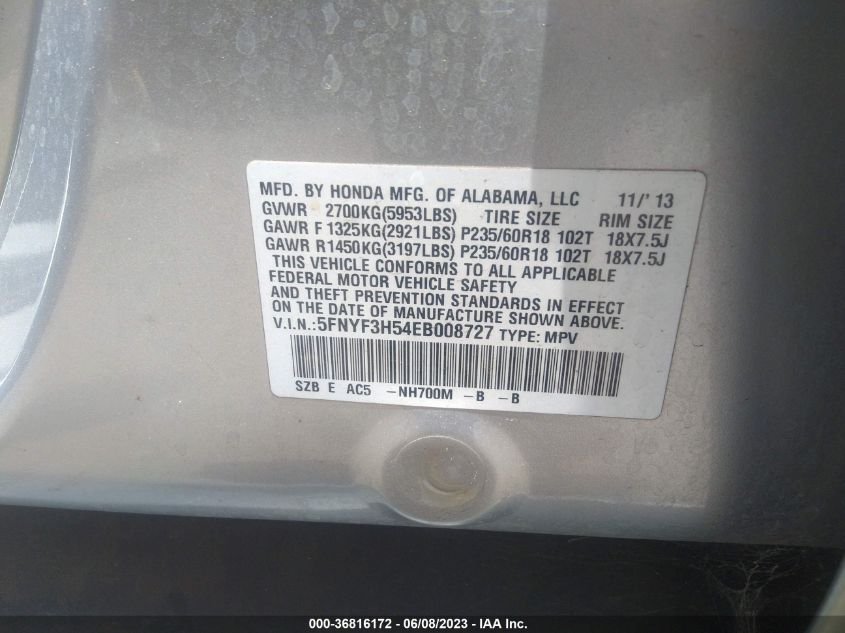 MFD. BY HONDA MFG. OF ALABAMA, LLC 11/' 13
GVWR 2700KG(5953LBS) TIRE SIZE RIM SIZE
GAWR F 1325KG(2921LBS) P235/60R18 102T 18X7.5J
GAWR R1450KG(3197LBS) P235/60R18 102T 18X7.5J
THIS VEHICLE CONFORMS TO ALL APPLICABLE
FEDERAL MOTOR VEHICLE SAFETY
AND THEFT PREVENTION STANDARDS IN EFFECT
ON THE DATE OF MANUFACTURE SHOWN ABOVE.
V.I.N.:5FNYF3H54EB008727 TYPE: MPV
SZB E AC5 -NH700M -B -B
000-36816172 - 06/08/2023 - IAA Inc.